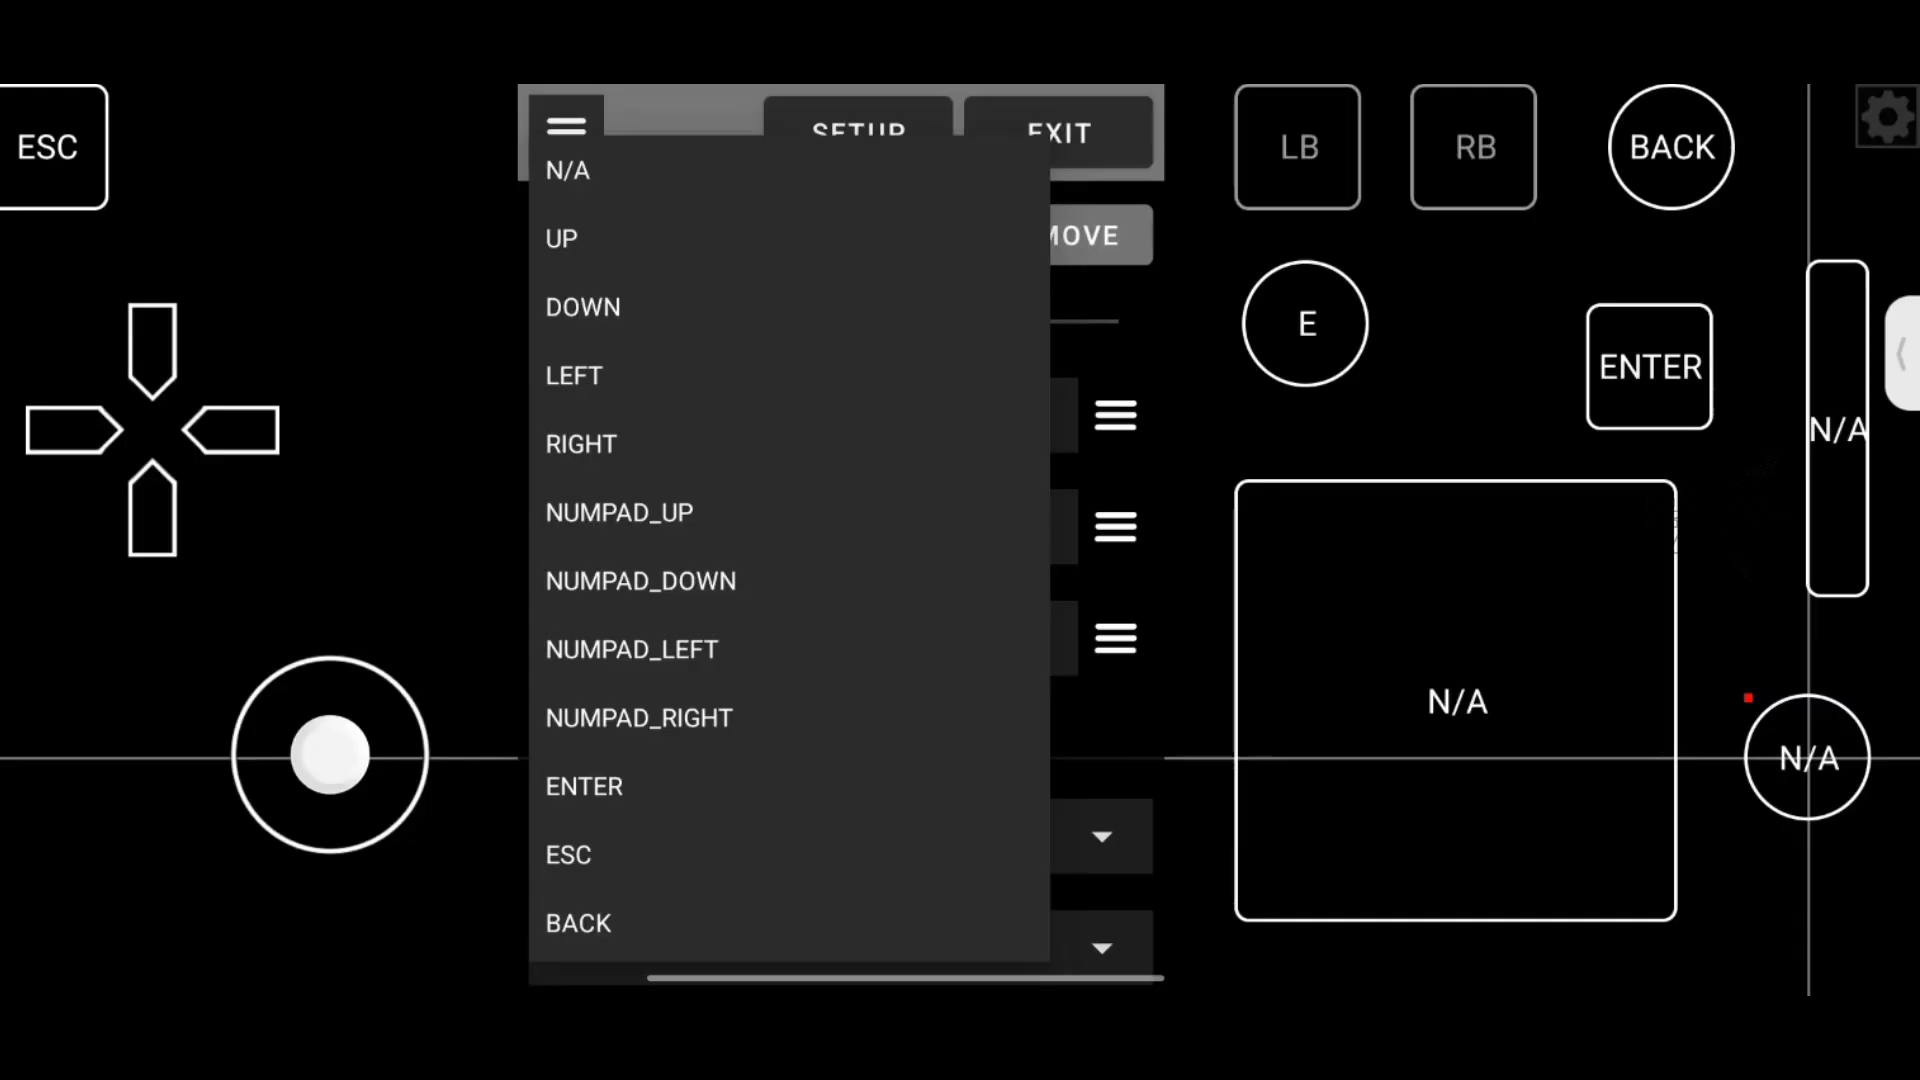 ESC
SETUP
EXIT
LB
RB
BACK
N/A
UP
MOVE
DOWN
E
LEFT
ENTER
RIGHT
N/A
NUMPAD_UP
NUMPAD_DOWN
NUMPAD_LEFT
NUMPAD_RIGHT
N/A
N/A
ENTER
ESC
BACK